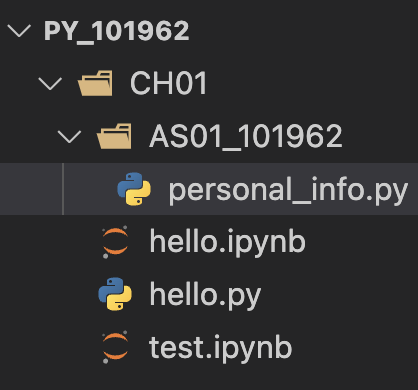 PY_101962
CH01
AS01_101962
personal_info.py
hello.ipynb
hello.py
test.ipynb